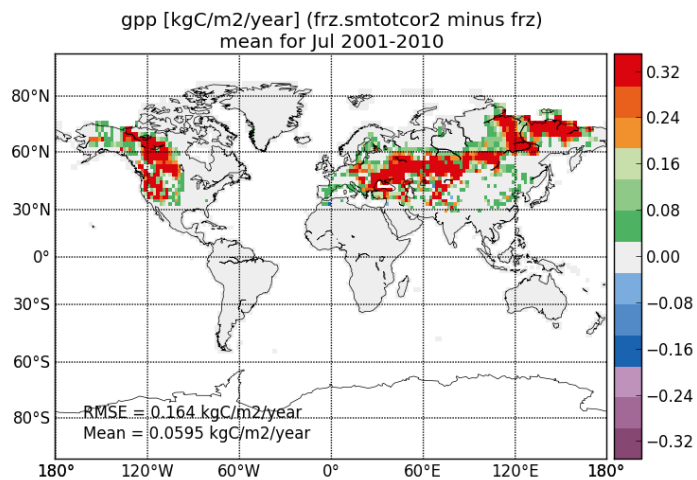 gpp [kgC/m2/year] (frz.smtotcor2 minus frz)
mean for Jul 2001-2010
80°N
60°N
30°N
0°
30°S
60°S
80°S
RMSE = 0.164 kgC/m2/year
Mean = 0.0595 kgC/m2/year
180° 120°W 60°W 0° 60°E 120°E 180°
0.32
0.24
0.16
0.08
0.00
−0.08
−0.16
−0.24
−0.32